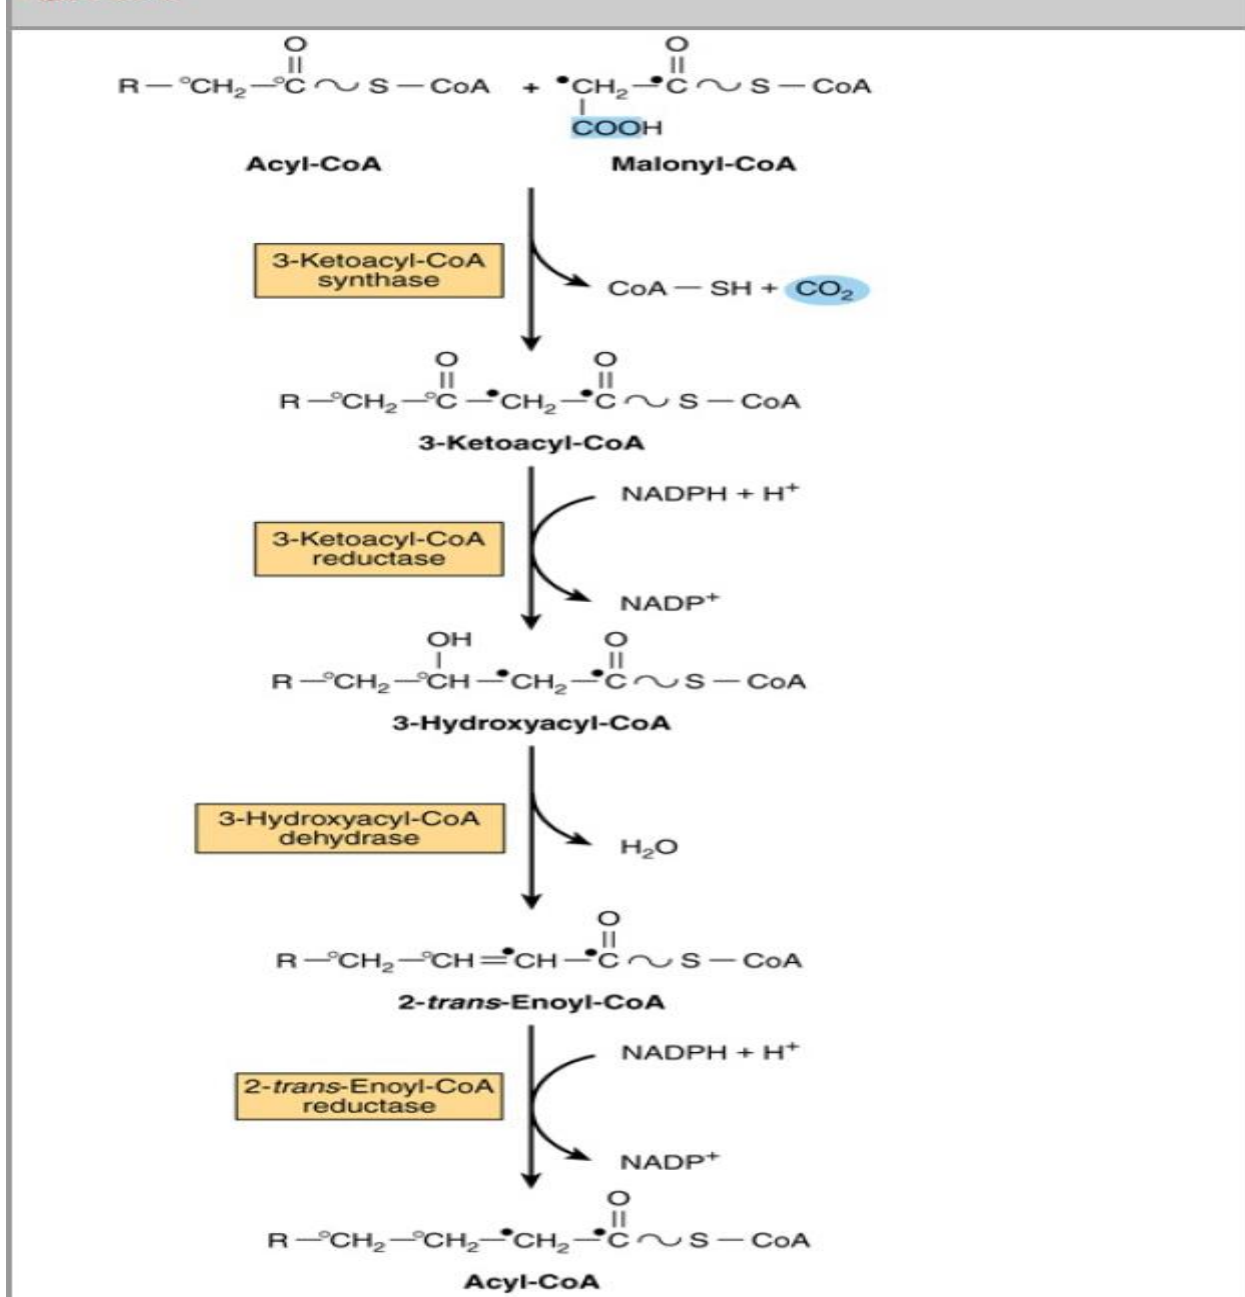 O O
R — °CH₂ — °C ~ S — CoA + •CH₂ — •C ~ S — CoA
COOH
Acyl-CoA Malonyl-CoA
3-Ketoacyl-CoA
synthase
CoA — SH + CO₂
O O
R — °CH₂ — °C — •CH₂ — •C ~ S — CoA
3-Ketoacyl-CoA
NADPH + H⁺
3-Ketoacyl-CoA
reductase
NADP⁺
OH O
R — °CH₂ — °CH — •CH₂ — •C ~ S — CoA
3-Hydroxyacyl-CoA
3-Hydroxyacyl-CoA
dehydrase
H₂O
O
R — °CH₂ — °CH = •CH — •C ~ S — CoA
2-trans-Enoyl-CoA
NADPH + H⁺
2-trans-Enoyl-CoA
reductase
NADP⁺
O
R — °CH₂ — °CH₂ — •CH₂ — •C ~ S — CoA
Acyl-CoA